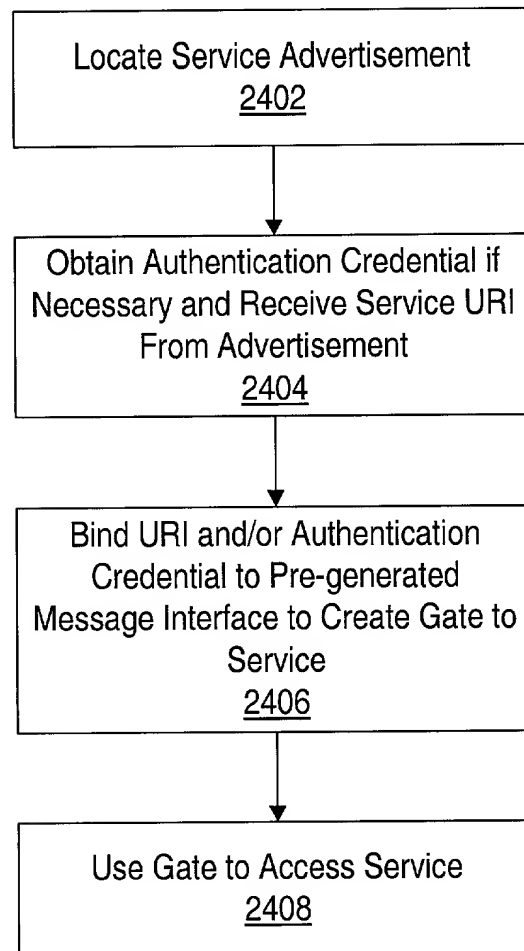 Locate Service Advertisement
2402
Obtain Authentication Credential if
Necessary and Receive Service URI
From Advertisement
2404
Bind URI and/or Authentication
Credential to Pre-generated
Message Interface to Create Gate to
Service
2406
Use Gate to Access Service
2408